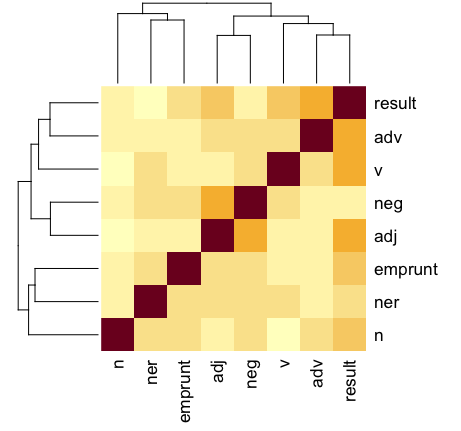 result
adv
v
neg
adj
emprunt
ner
n
n
ner
emprunt
adj
neg
v
adv
result